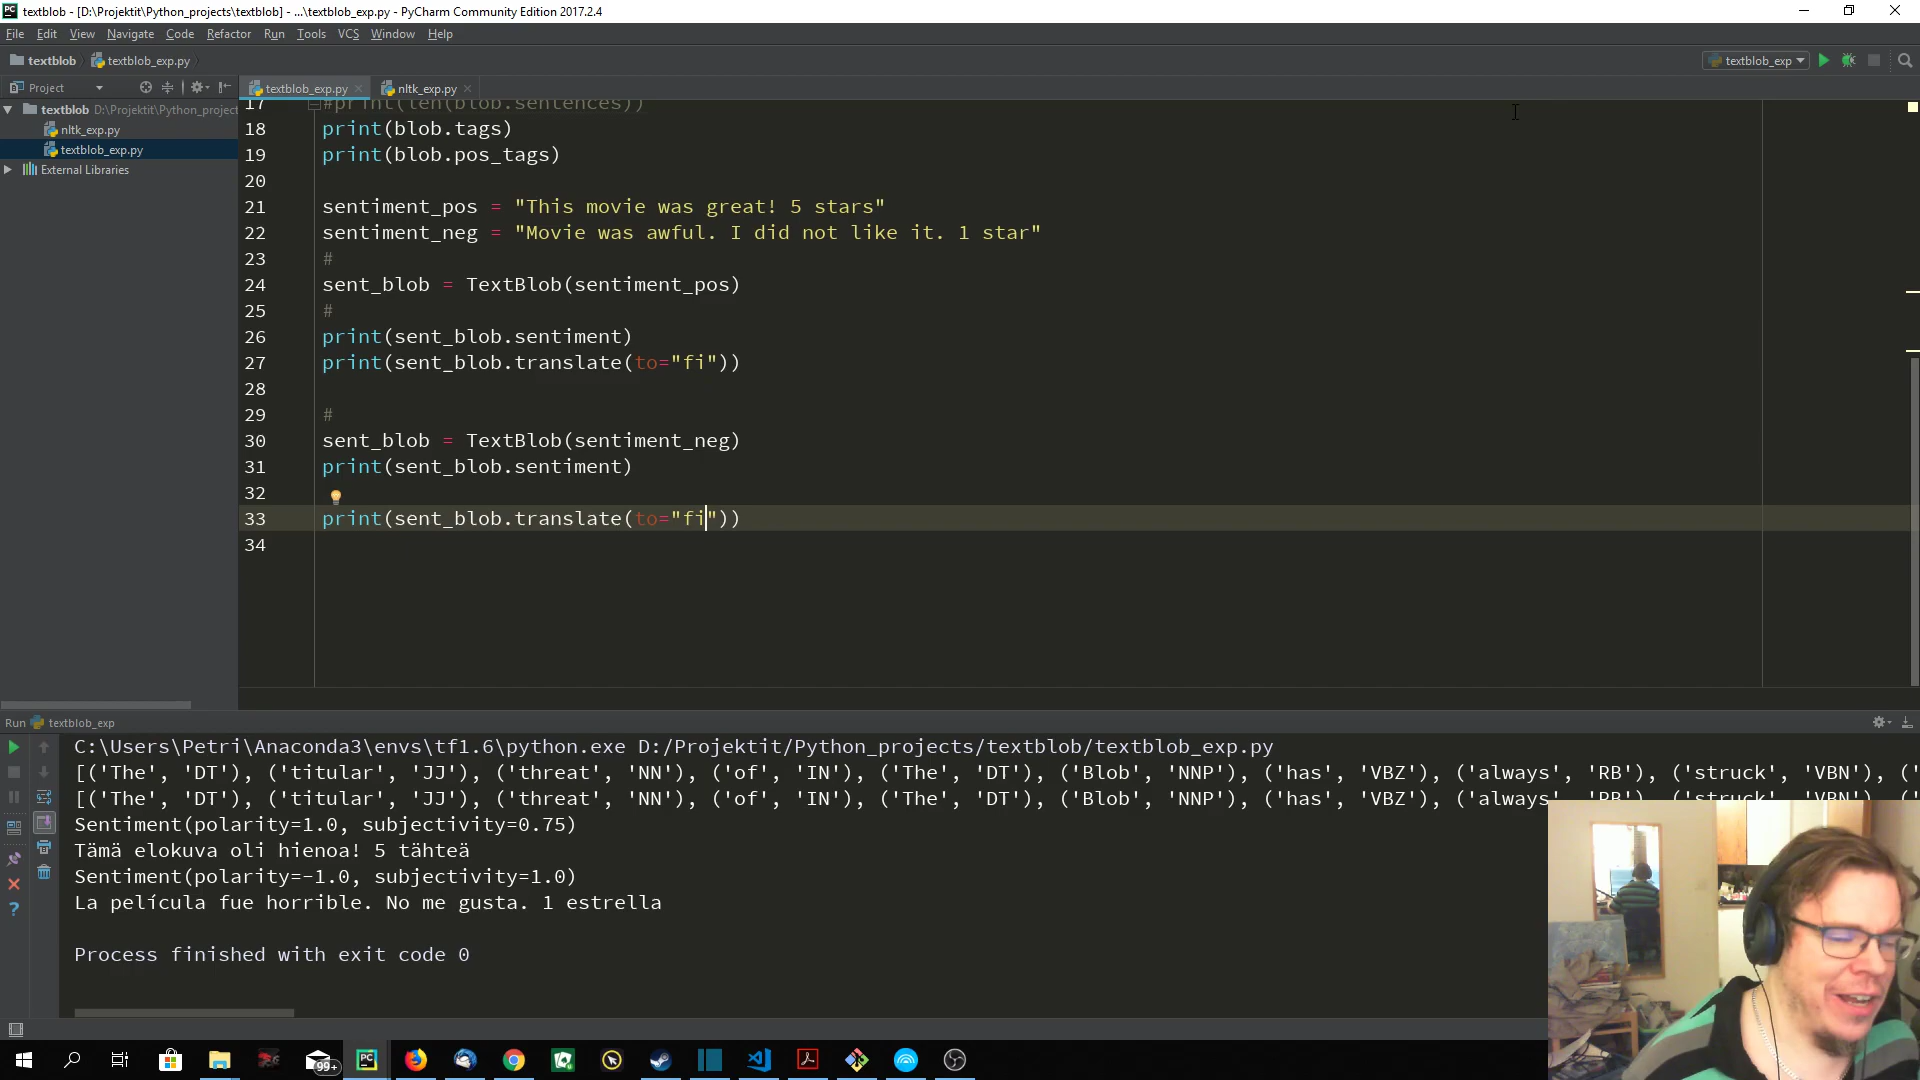 textblob - [D:\Projektit\Python_projects\textblob] - ...\textblob_exp.py - PyCharm Community Edition 2017.2.4
File Edit View Navigate Code Refactor Run Tools VCS Window Help
textblob textblob_exp.py textblob_exp
Project textblob_exp.py nltk_exp.py
textblob D:\Projektit\Python_project
nltk_exp.py
textblob_exp.py
External Libraries
17 #print(len(blob.sentences))
18 print(blob.tags)
19 print(blob.pos_tags)
20
21 sentiment_pos = "This movie was great! 5 stars"
22 sentiment_neg = "Movie was awful. I did not like it. 1 star"
23 #
24 sent_blob = TextBlob(sentiment_pos)
25 #
26 print(sent_blob.sentiment)
27 print(sent_blob.translate(to="fi"))
28
29 #
30 sent_blob = TextBlob(sentiment_neg)
31 print(sent_blob.sentiment)
32
33 print(sent_blob.translate(to="fi"))
34
Run textblob_exp
C:\Users\Petri\Anaconda3\envs\tf1.6\python.exe D:/Projektit/Python_projects/textblob/textblob_exp.py
[('The', 'DT'), ('titular', 'JJ'), ('threat', 'NN'), ('of', 'IN'), ('The', 'DT'), ('Blob', 'NNP'), ('has', 'VBZ'), ('always', 'RB'), ('struck', 'VBN'), ('
[('The', 'DT'), ('titular', 'JJ'), ('threat', 'NN'), ('of', 'IN'), ('The', 'DT'), ('Blob', 'NNP'), ('has', 'VBZ'), ('always', 'RB'), ('struck', 'VBN'), ('
Sentiment(polarity=1.0, subjectivity=0.75)
Tämä elokuva oli hienoa! 5 tähteä
Sentiment(polarity=-1.0, subjectivity=1.0)
La película fue horrible. No me gusta. 1 estrella
Process finished with exit code 0
PC
99+